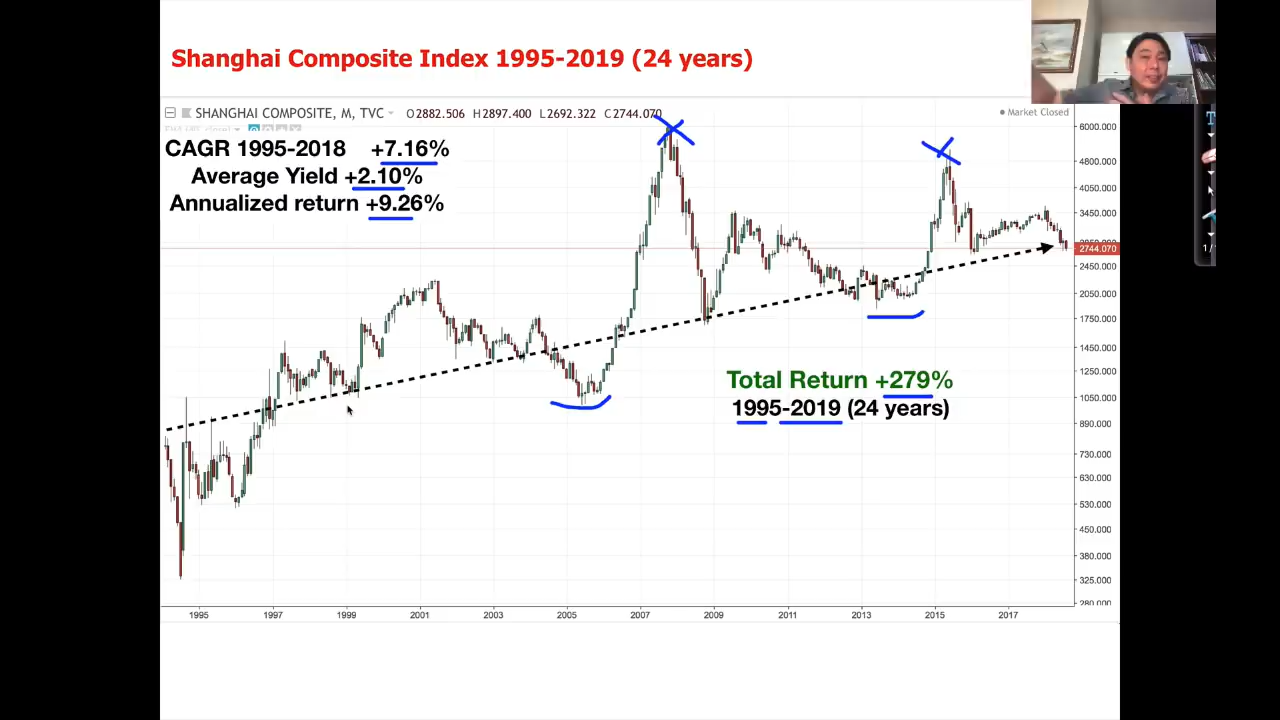 Shanghai Composite Index 1995-2019 (24 years)
SHANGHAI COMPOSITE, M, TVC O2882.506 H2897.400 L2692.322 C2744.070
Market Closed
CAGR 1995-2018 +7.16%
Average Yield +2.10%
Annualized return +9.26%
Total Return +279%
1995-2019 (24 years)
6000.000
4800.000
4050.000
3450.000
2744.070
2450.000
2050.000
1750.000
1450.000
1250.000
1050.000
890.000
730.000
630.000
530.000
450.000
380.000
325.000
280.000
1995 1997 1999 2001 2003 2005 2007 2009 2011 2013 2015 2017
1/